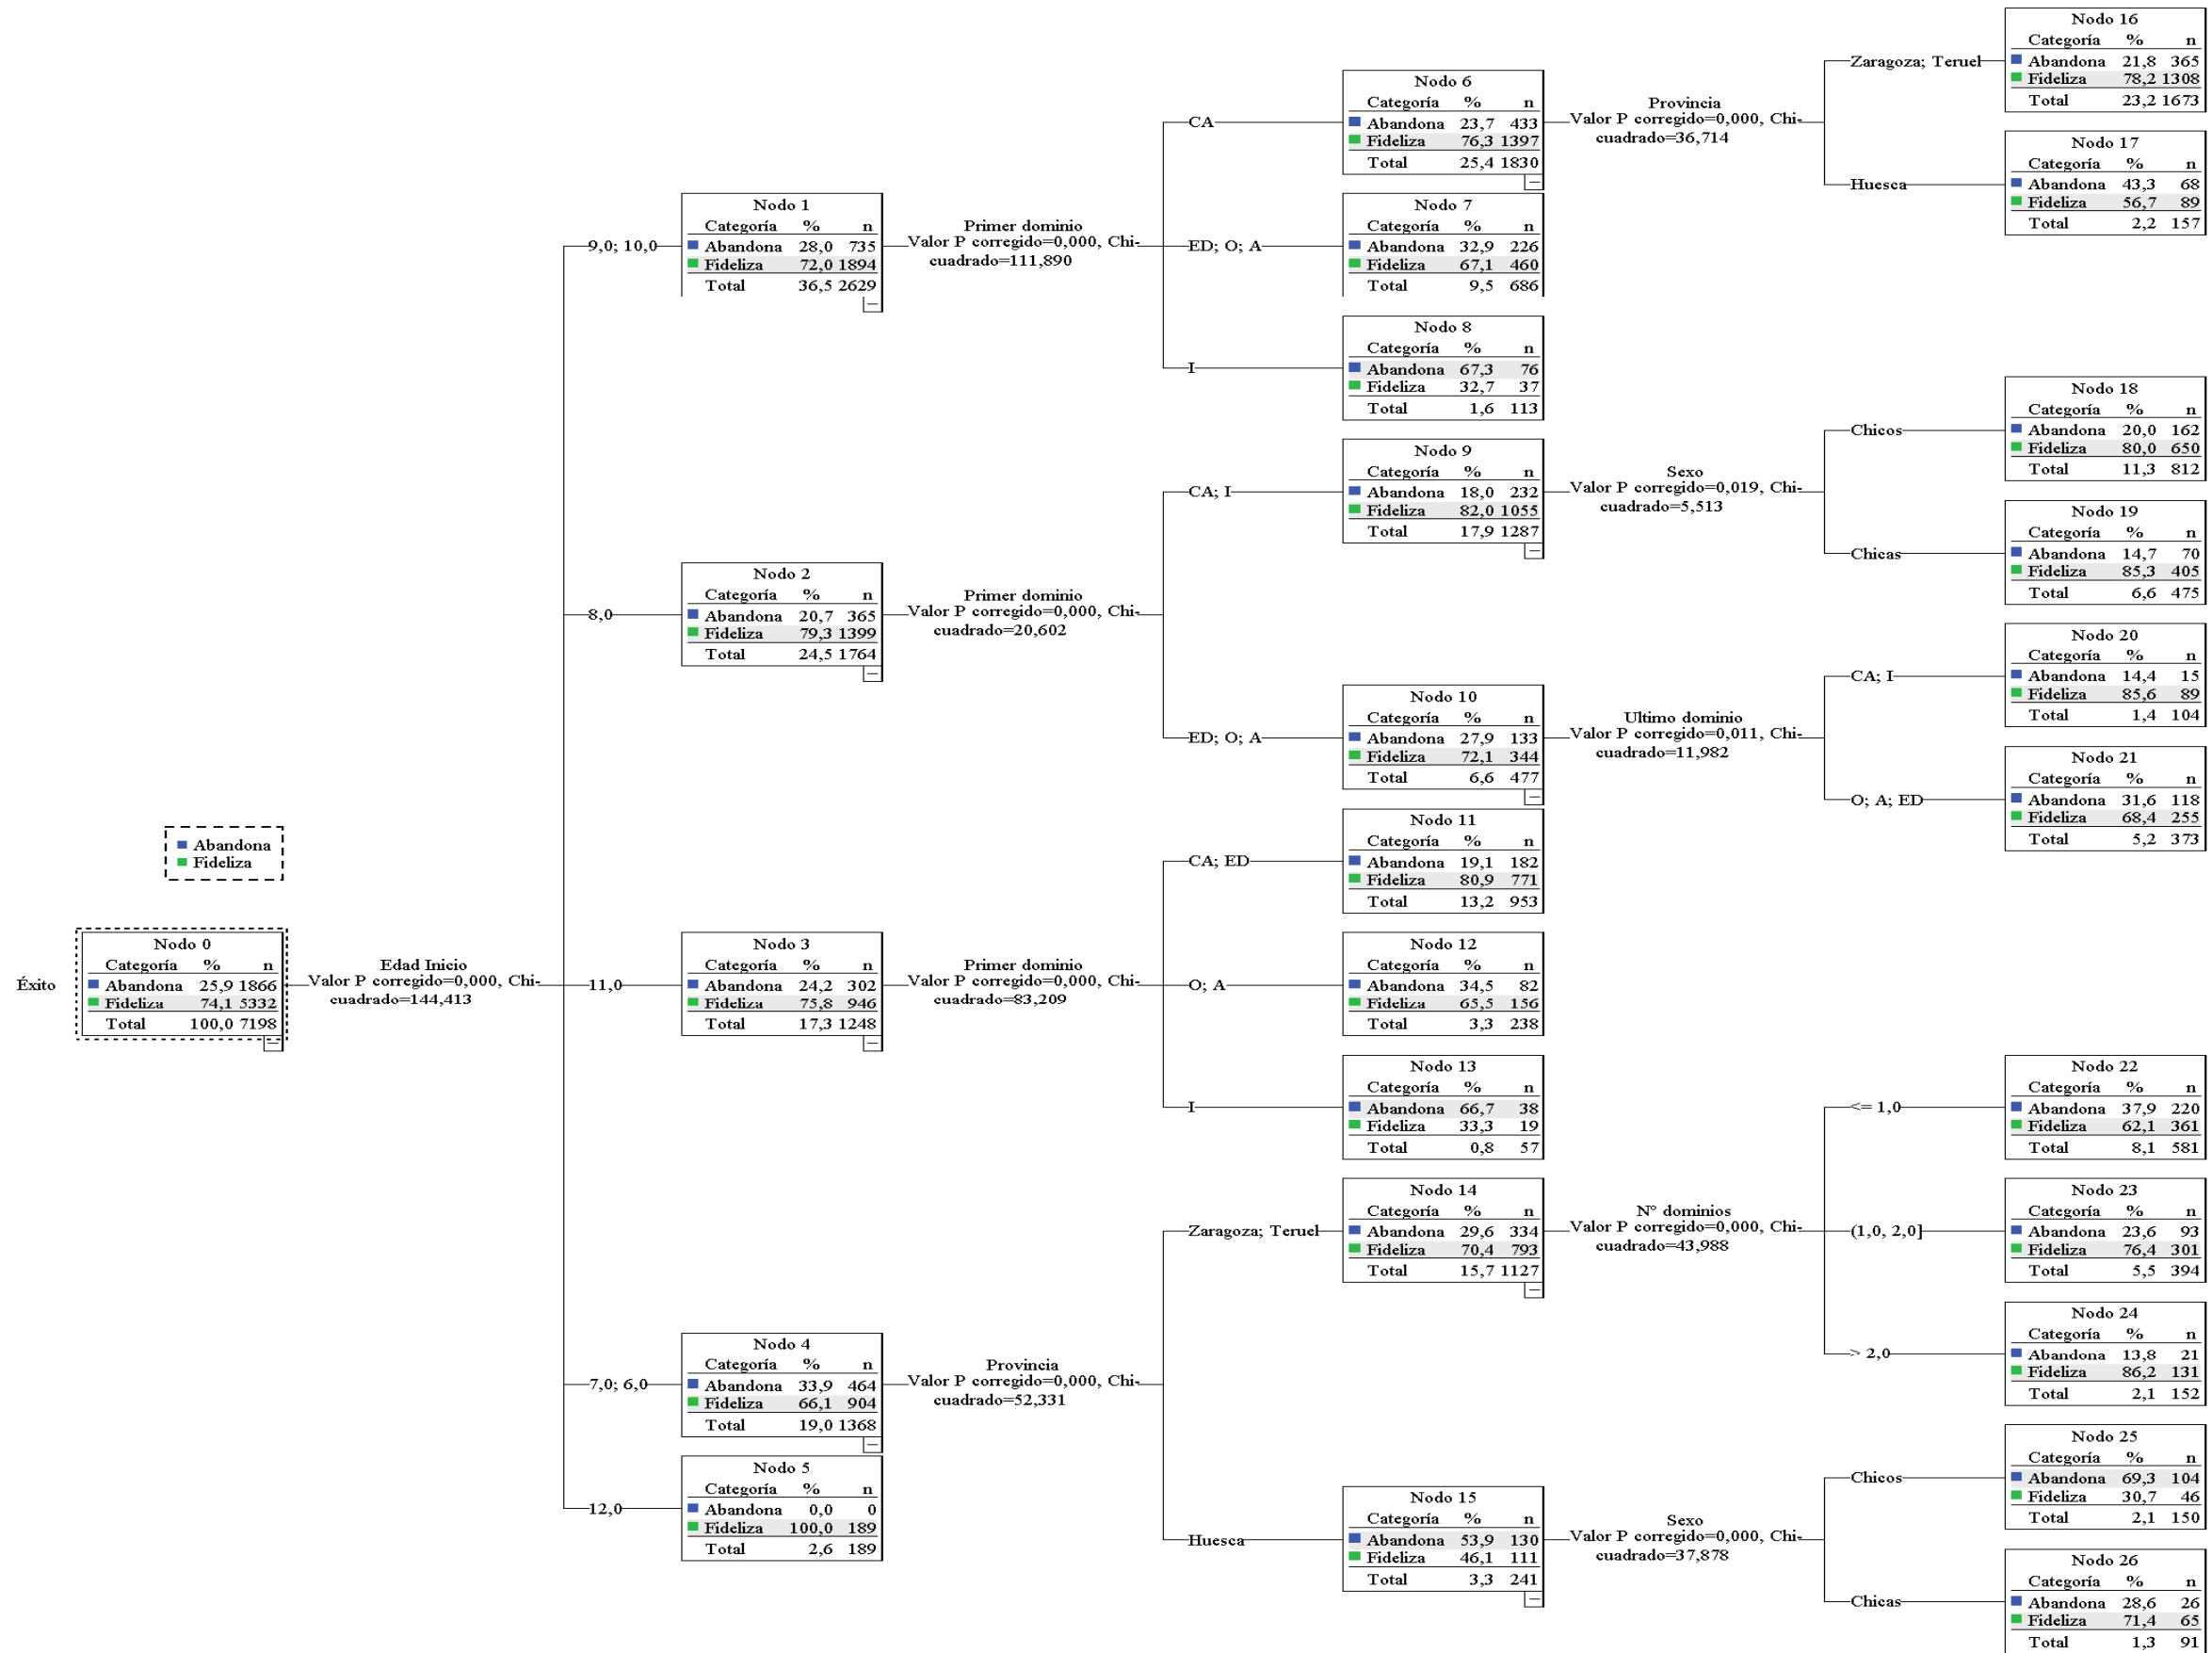 Éxito
Abandona
Fideliza
Nodo 0
Categoría % n
Abandona 25,9 1866
Fideliza 74,1 5332
Total 100,0 7198
Edad Inicio
Valor P corregido=0,000, Chi-
cuadrado=144,413
9,0; 10,0
Nodo 1
Categoría % n
Abandona 28,0 735
Fideliza 72,0 1894
Total 36,5 2629
Primer dominio
Valor P corregido=0,000, Chi-
cuadrado=111,890
CA
Nodo 6
Categoría % n
Abandona 23,7 433
Fideliza 76,3 1397
Total 25,4 1830
Provincia
Valor P corregido=0,000, Chi-
cuadrado=36,714
Zaragoza; Teruel
Nodo 16
Categoría % n
Abandona 21,8 365
Fideliza 78,2 1308
Total 23,2 1673
Huesca
Nodo 17
Categoría % n
Abandona 43,3 68
Fideliza 56,7 89
Total 2,2 157
ED; O; A
Nodo 7
Categoría % n
Abandona 32,9 226
Fideliza 67,1 460
Total 9,5 686
I
Nodo 8
Categoría % n
Abandona 67,3 76
Fideliza 32,7 37
Total 1,6 113
8,0
Nodo 2
Categoría % n
Abandona 20,7 365
Fideliza 79,3 1399
Total 24,5 1764
Primer dominio
Valor P corregido=0,000, Chi-
cuadrado=20,602
CA; I
Nodo 9
Categoría % n
Abandona 18,0 232
Fideliza 82,0 1055
Total 17,9 1287
Sexo
Valor P corregido=0,019, Chi-
cuadrado=5,513
Chicos
Nodo 18
Categoría % n
Abandona 20,0 162
Fideliza 80,0 650
Total 11,3 812
Chicas
Nodo 19
Categoría % n
Abandona 14,7 70
Fideliza 85,3 405
Total 6,6 475
ED; O; A
Nodo 10
Categoría % n
Abandona 27,9 133
Fideliza 72,1 344
Total 6,6 477
Ultimo dominio
Valor P corregido=0,011, Chi-
cuadrado=11,982
CA; I
Nodo 20
Categoría % n
Abandona 14,4 15
Fideliza 85,6 89
Total 1,4 104
O; A; ED
Nodo 21
Categoría % n
Abandona 31,6 118
Fideliza 68,4 255
Total 5,2 373
11,0
Nodo 3
Categoría % n
Abandona 24,2 302
Fideliza 75,8 946
Total 17,3 1248
Primer dominio
Valor P corregido=0,000, Chi-
cuadrado=83,209
CA; ED
Nodo 11
Categoría % n
Abandona 19,1 182
Fideliza 80,9 771
Total 13,2 953
O; A
Nodo 12
Categoría % n
Abandona 34,5 82
Fideliza 65,5 156
Total 3,3 238
I
Nodo 13
Categoría % n
Abandona 66,7 38
Fideliza 33,3 19
Total 0,8 57
7,0; 6,0
Nodo 4
Categoría % n
Abandona 33,9 464
Fideliza 66,1 904
Total 19,0 1368
Provincia
Valor P corregido=0,000, Chi-
cuadrado=52,331
Zaragoza; Teruel
Nodo 14
Categoría % n
Abandona 29,6 334
Fideliza 70,4 793
Total 15,7 1127
Nº dominios
Valor P corregido=0,000, Chi-
cuadrado=43,988
<= 1,0
Nodo 22
Categoría % n
Abandona 37,9 220
Fideliza 62,1 361
Total 8,1 581
(1,0, 2,0]
Nodo 23
Categoría % n
Abandona 23,6 93
Fideliza 76,4 301
Total 5,5 394
> 2,0
Nodo 24
Categoría % n
Abandona 13,8 21
Fideliza 86,2 131
Total 2,1 152
Huesca
Nodo 15
Categoría % n
Abandona 53,9 130
Fideliza 46,1 111
Total 3,3 241
Sexo
Valor P corregido=0,000, Chi-
cuadrado=37,878
Chicos
Nodo 25
Categoría % n
Abandona 69,3 104
Fideliza 30,7 46
Total 2,1 150
Chicas
Nodo 26
Categoría % n
Abandona 28,6 26
Fideliza 71,4 65
Total 1,3 91
12,0
Nodo 5
Categoría % n
Abandona 0,0 0
Fideliza 100,0 189
Total 2,6 189